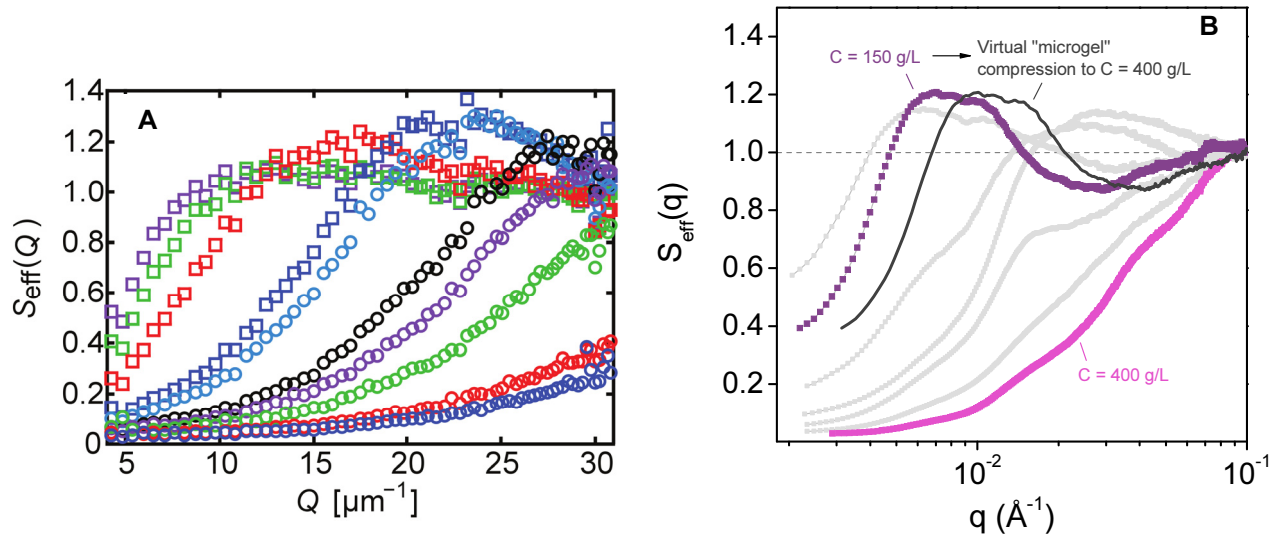 A
1.4
1.2
1.0
0.8
0.6
0.4
0.2
0
5
10
15
20
25
30
S_eff(Q)
Q [μm⁻¹]
B
1.4
1.2
1.0
0.8
0.6
0.4
0.2
C = 150 g/L
Virtual "microgel"
compression to C = 400 g/L
C = 400 g/L
10⁻²
10⁻¹
S_eff(q)
q (Å⁻¹)